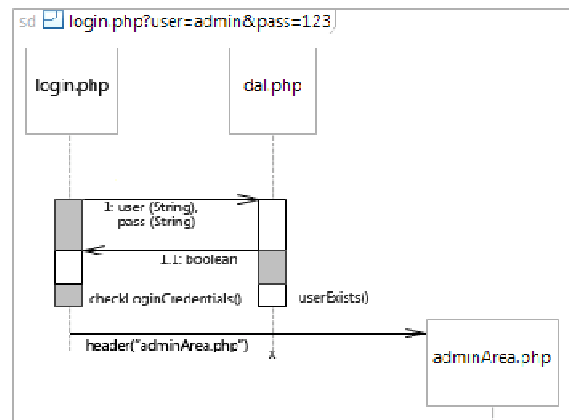 sd login.php?user=admin&pass=123
login.php
dal.php
1: user (String),
pass (String)
1.1: boolean
checkLoginCredentials()
userExists()
header("adminArea.php")
adminArea.php